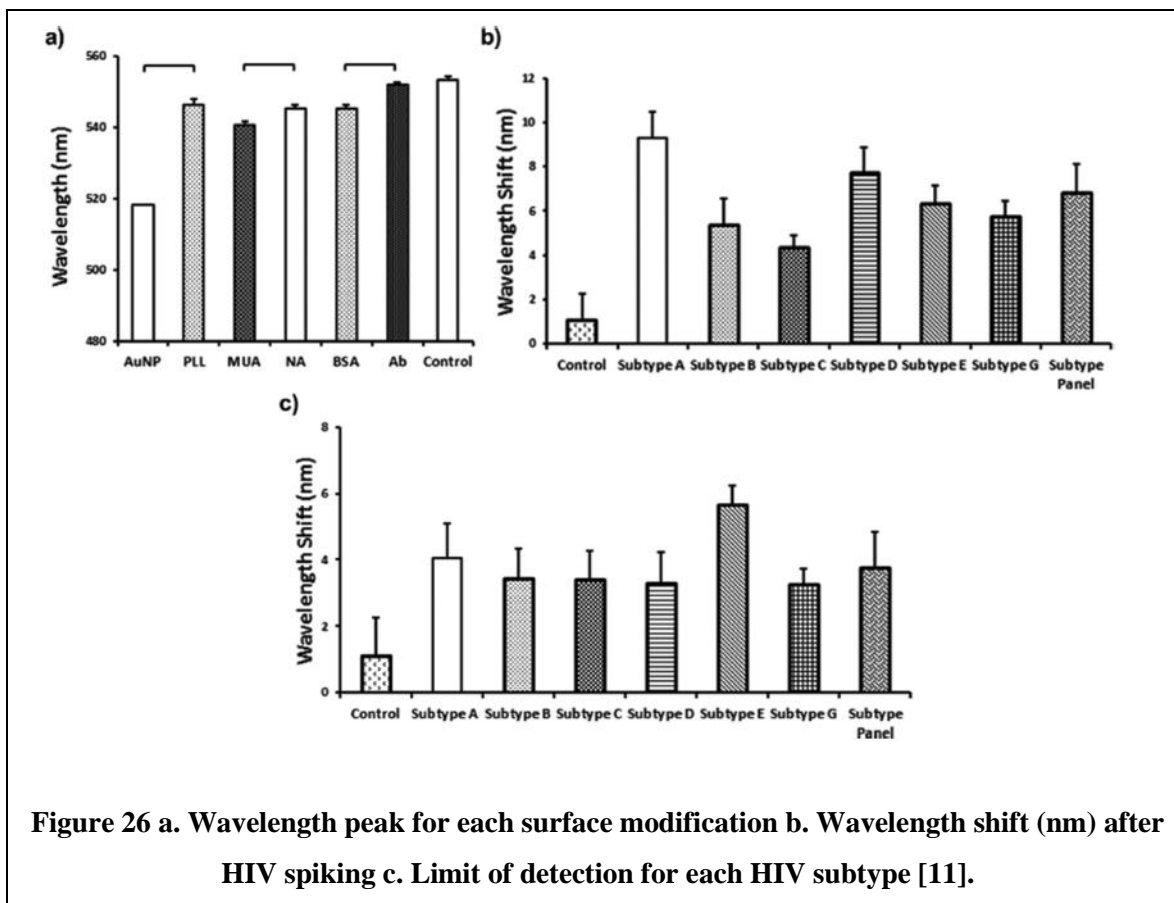 a)
560
540
520
500
480
Wavelength (nm)
AuNP PLL MUA NA BSA Ab Control
b)
12
10
8
6
4
2
0
Wavelength Shift (nm)
Control Subtype A Subtype B Subtype C Subtype D Subtype E Subtype G Subtype
Panel
c)
8
6
4
2
0
Wavelength Shift (nm)
Control Subtype A Subtype B Subtype C Subtype D Subtype E Subtype G Subtype
Panel
Figure 26 a. Wavelength peak for each surface modification b. Wavelength shift (nm) after
HIV spiking c. Limit of detection for each HIV subtype [11].